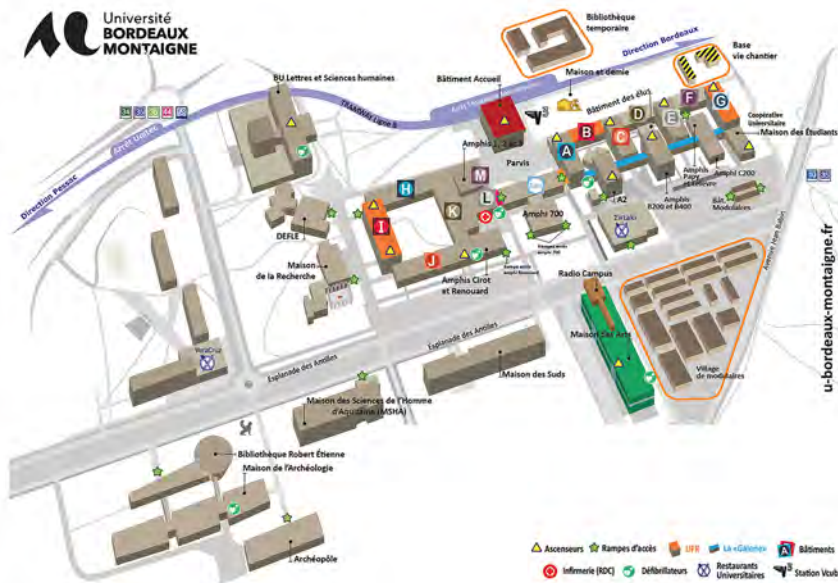 Université
BORDEAUX
MONTAIGNE
Bibliothèque
temporaire
Direction Bordeaux
Base
vie chantier
BU Lettres et Sciences humaines
Bâtiment Accueil
Maison et demie
Bâtiment des élus
TRAMWAY Ligne B
Arrêt Unitec
Direction Pessac
Coopérative
Universitaire
Maison des Étudiants
F
G
D
E
B
C
A
Parvis
Amphis
H
M
L
K
I
J
A2
Amphi 700
Amphis
Amphis
B200 et B400
Amphi C200
Bât.
Modulaires
DEFLE
Maison
de la Recherche
Amphis Cirot
et Renouard
Radio Campus
Maison des Arts
Village
de modulaires
VeraCruz
Esplanade des Antilles
Esplanade des Antilles
Maison des Suds
Maison des Sciences de l'Homme
d'Aquitaine (MSHA)
Bibliothèque Robert Étienne
Maison de l'Archéologie
Archéopôle
u-bordeaux-montaigne.fr
Ascenseurs
Rampes d'accès
UFR
LA «Galerie»
A
Bâtiments
Infirmerie (RDC)
Défibrillateurs
Restaurants
Universitaires
Station Vcub